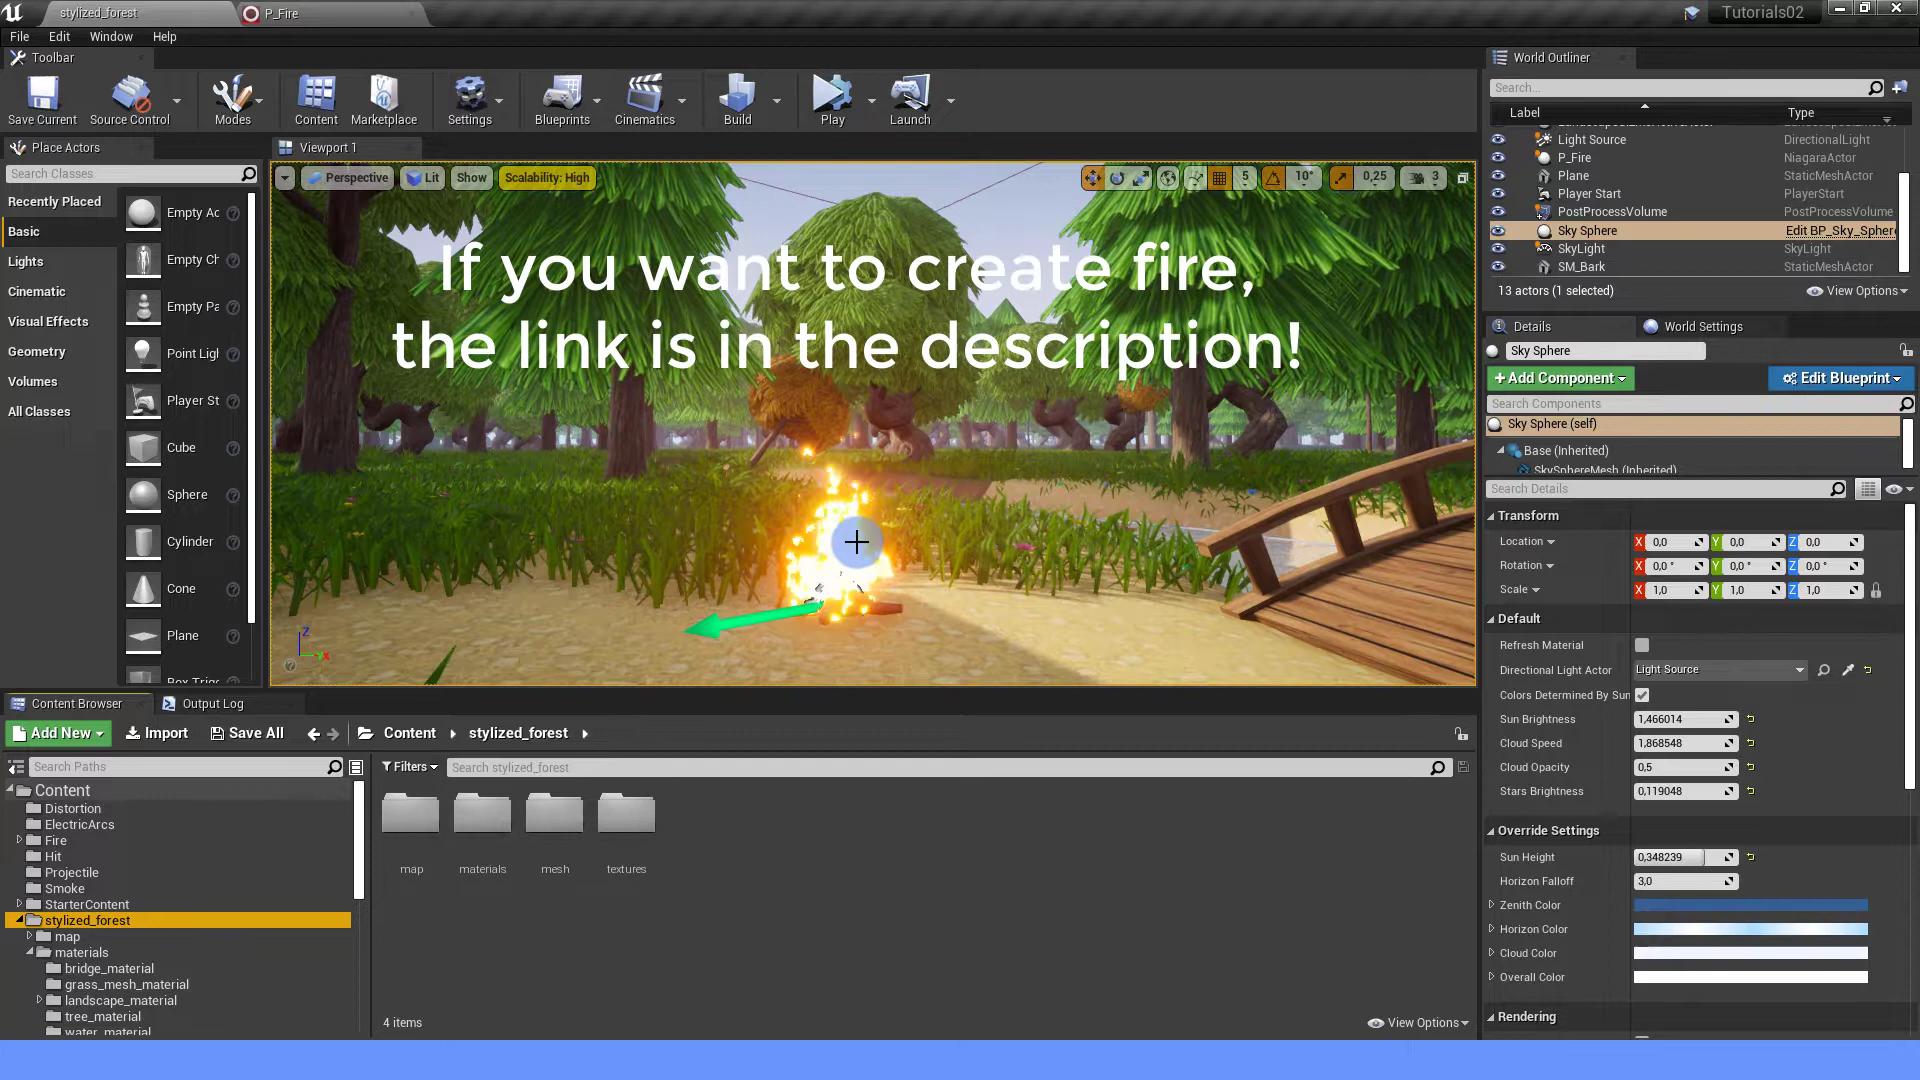 stylized_forest
P_Fire
Tutorials02
File Edit Window Help
Toolbar
Save Current
Source Control
Modes
Content
Marketplace
Settings
Blueprints
Cinematics
Build
Play
Launch
Place Actors
Search Classes
Recently Placed
Basic
Lights
Cinematic
Visual Effects
Geometry
Volumes
All Classes
Empty Ac
Empty Ch
Empty Pa
Point Ligh
Player St
Cube
Sphere
Cylinder
Cone
Plane
Viewport 1
Perspective
Lit
Show
Scalability: High
5
10°
0,25
3
If you want to create fire,
the link is in the description!
Z
X
World Outliner
Search...
Label Type
Light Source DirectionalLight
P_Fire NiagaraActor
Plane StaticMeshActor
Player Start PlayerStart
PostProcessVolume PostProcessVolume
Sky Sphere Edit BP_Sky_Sphere
SkyLight SkyLight
SM_Bark StaticMeshActor
13 actors (1 selected)
View Options
Details
World Settings
Sky Sphere
+Add Component
Edit Blueprint
Search Components
Sky Sphere (self)
Base (Inherited)
SkySphereMesh (Inherited)
Search Details
Transform
Location X 0,0 Y 0,0 Z 0,0
Rotation X 0,0 ° Y 0,0 ° Z 0,0 °
Scale X 1,0 Y 1,0 Z 1,0
Default
Refresh Material
Directional Light Actor Light Source
Colors Determined By Sun
Sun Brightness 1,466014
Cloud Speed 1,868548
Cloud Opacity 0,5
Stars Brightness 0,119048
Override Settings
Sun Height 0,348239
Horizon Falloff 3,0
Zenith Color
Horizon Color
Cloud Color
Overall Color
Rendering
Content Browser
Output Log
Add New
Import
Save All
Content
stylized_forest
Search Paths
Filters
Search stylized_forest
Content
Distortion
ElectricArcs
Fire
Hit
Projectile
Smoke
StarterContent
stylized_forest
map
materials
bridge_material
grass_mesh_material
landscape_material
tree_material
water_material
map
materials
mesh
textures
4 items
View Options